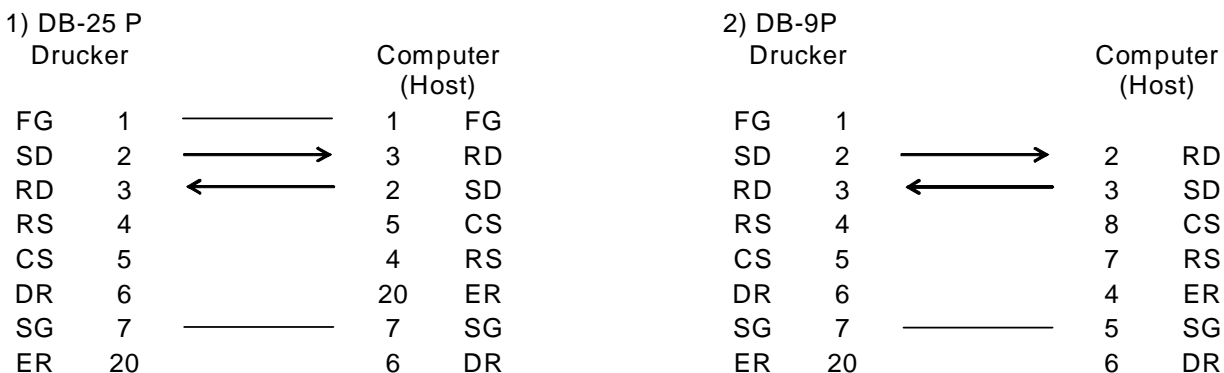 1) DB-25 P
Drucker Computer
(Host)
FG 1 1 FG
SD 2 3 RD
RD 3 2 SD
RS 4 5 CS
CS 5 4 RS
DR 6 20 ER
SG 7 7 SG
ER 20 6 DR
2) DB-9P
Drucker Computer
(Host)
FG 1
SD 2 2 RD
RD 3 3 SD
RS 4 8 CS
CS 5 7 RS
DR 6 4 ER
SG 7 5 SG
ER 20 6 DR